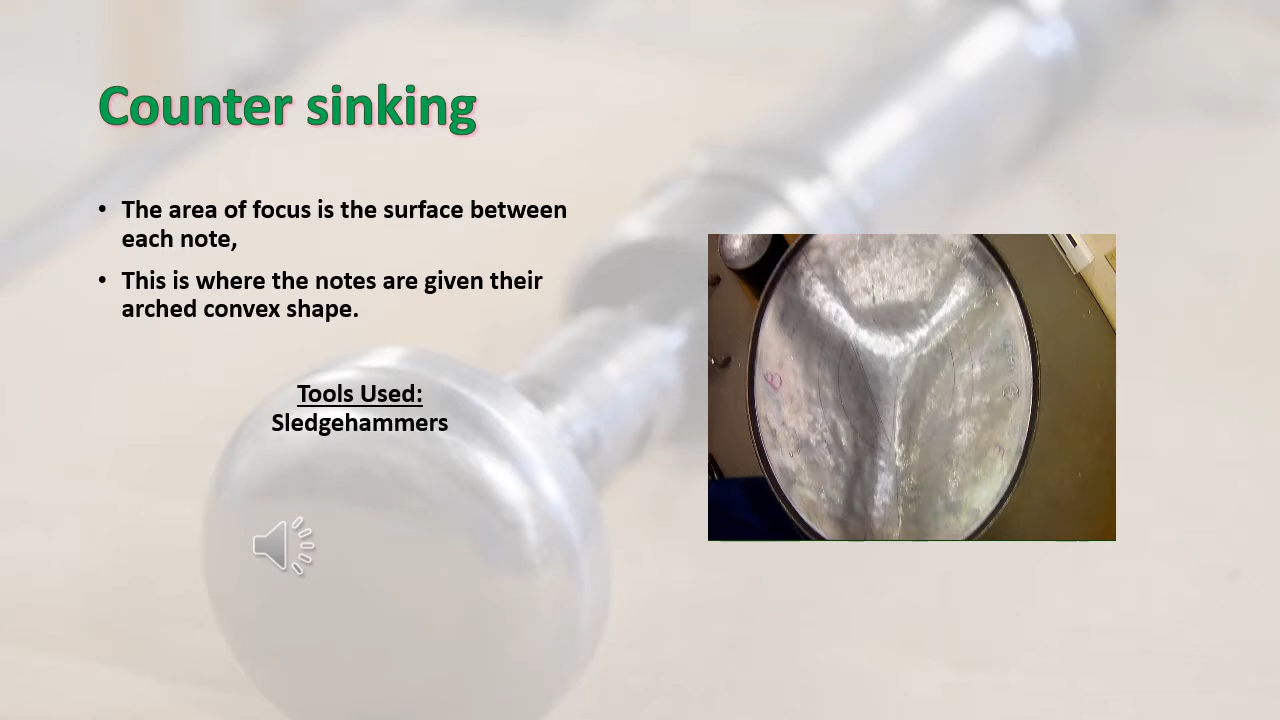 Counter sinking
• The area of focus is the surface between
each note,
• This is where the notes are given their
arched convex shape.
Tools Used:
Sledgehammers
B